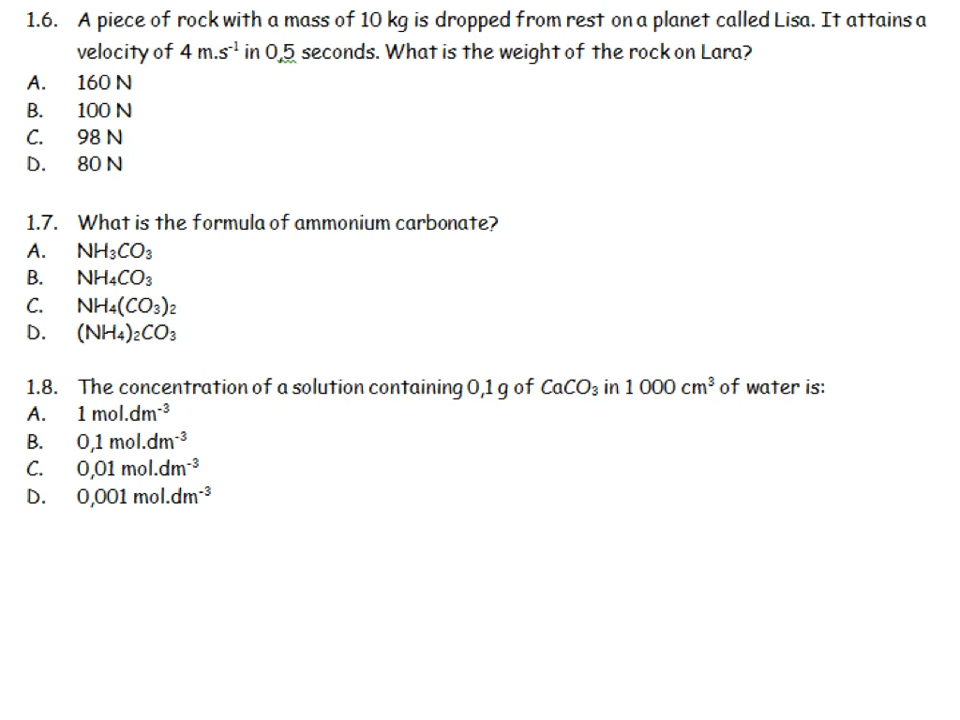 1.6. A piece of rock with a mass of 10 kg is dropped from rest on a planet called Lisa. It attains a
velocity of 4 m.s⁻¹ in 0,5 seconds. What is the weight of the rock on Lara?
A. 160 N
B. 100 N
C. 98 N
D. 80 N
1.7. What is the formula of ammonium carbonate?
A. NH₃CO₃
B. NH₄CO₃
C. NH₄(CO₃)₂
D. (NH₄)₂CO₃
1.8. The concentration of a solution containing 0,1 g of CaCO₃ in 1 000 cm³ of water is:
A. 1 mol.dm⁻³
B. 0,1 mol.dm⁻³
C. 0,01 mol.dm⁻³
D. 0,001 mol.dm⁻³